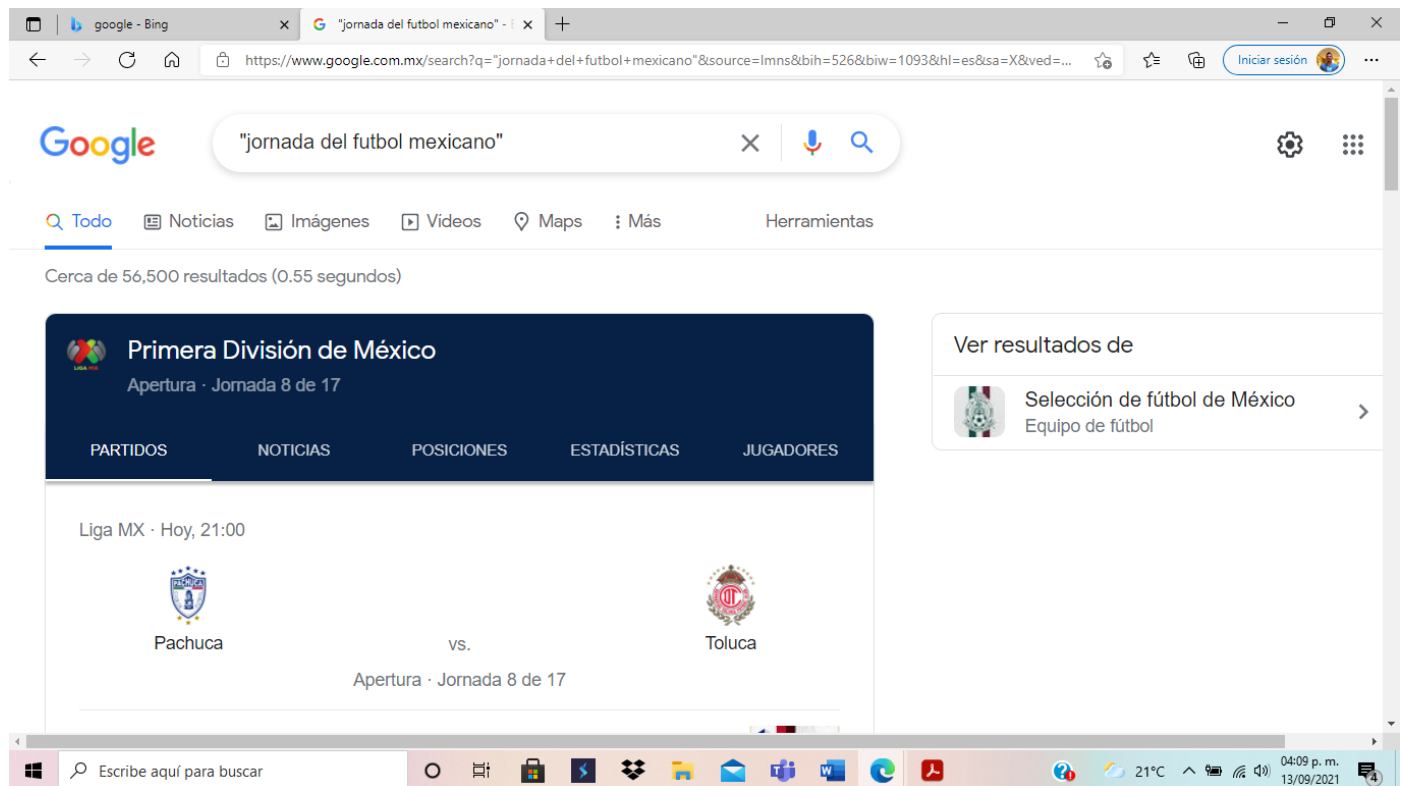 google - Bing
"jornada del futbol mexicano" -
https://www.google.com.mx/search?q="jornada+del+futbol+mexicano"&source=lmns&bih=526&biw=1093&hl=es&sa=X&ved=...
Iniciar sesión
Google
"jornada del futbol mexicano"
Todo Noticias Imágenes Vídeos Maps Más Herramientas
Cerca de 56,500 resultados (0.55 segundos)
LIGA MX
Primera División de México
Apertura · Jornada 8 de 17
PARTIDOS NOTICIAS POSICIONES ESTADÍSTICAS JUGADORES
Ver resultados de
Selección de fútbol de México
Equipo de fútbol
Liga MX · Hoy, 21:00
PACHUCA
Pachuca vs. Toluca
Apertura · Jornada 8 de 17
Escribe aquí para buscar
21°C
04:09 p. m.
13/09/2021
4